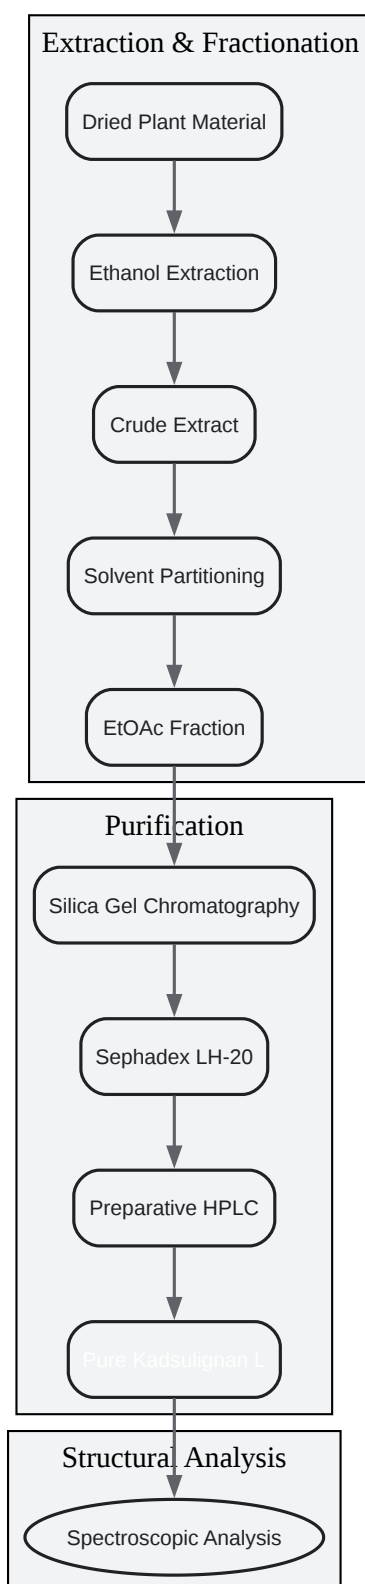 Extraction & Fractionation
Dried Plant Material
Ethanol Extraction
Crude Extract
Solvent Partitioning
EtOAc Fraction
Purification
Silica Gel Chromatography
Sephadex LH-20
Preparative HPLC
Pure Kadsulignan L
Structural Analysis
Spectroscopic Analysis